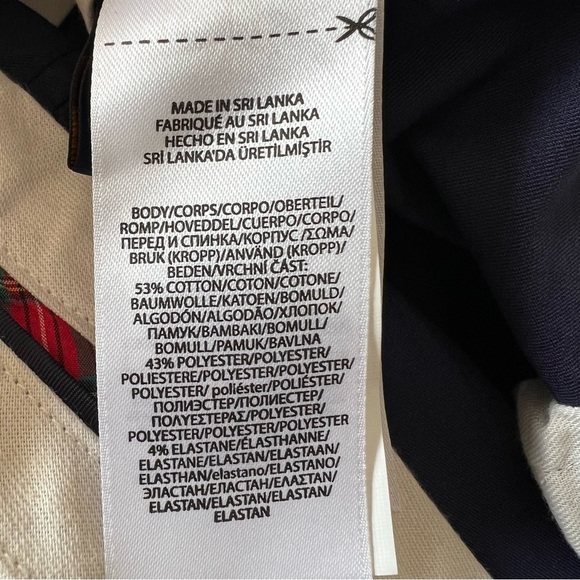 MADE IN SRI LANKA
FABRIQUÉ AU SRI LANKA
HECHO EN SRI LANKA
SRİ LANKA'DA ÜRETİLMİŞTİR
BODY/CORPS/CORPO/OBERTEIL/
ROMP/HOVEDDEL/CUERPO/CORPO/
ПЕРЕД И СПИНКА/КОРПУС /ΣΩΜΑ/
BRUK (KROPP)/ANVÄND (KROPP)/
BEDEN/VRCHNÍ ČÁST:
53% COTTON/COTON/COTONE/
BAUMWOLLE/KATOEN/BOMULD/
ALGODÓN/ALGODÃO/ХЛОПОК/
ПАМУК/ΒΑΜΒΑΚΙ/BOMULL/
BOMULL/PAMUK/BAVLNA
43% POLYESTER/POLYESTER/
POLIESTERE/POLYESTER/POLYESTER/
POLYESTER/ poliéster/POLIÉSTER/
ПОЛИЭСТЕР/ПОЛИЕСТЕР/
ΠΟΛΥΕΣΤΕΡΑΣ/POLYESTER/
POLYESTER/POLYESTER/POLYESTER
4% ELASTANE/ÉLASTHANNE/
ELASTANE/ELASTAN/ELASTAAN/
ELASTHAN/elastano/ELASTANO/
ЭЛАСТАН/ЕЛАСТАН/ΕΛΑΣΤΑΝ/
ELASTAN/ELASTAN/ELASTAN/
ELASTAN